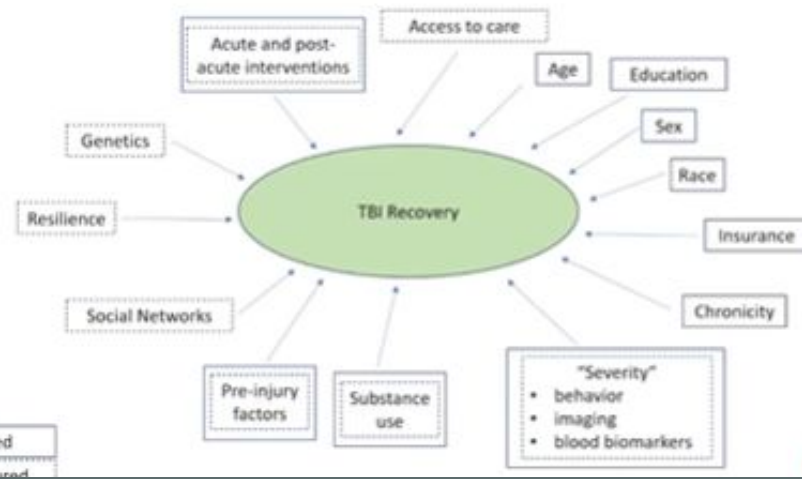 Access to care
Acute and post-
acute interventions
Age
Education
Genetics
Sex
Race
TBI Recovery
Resilience
Insurance
Social Networks
Chronicity
Pre-injury
factors
Substance
use
"Severity"
• behavior
• imaging
• blood biomarkers